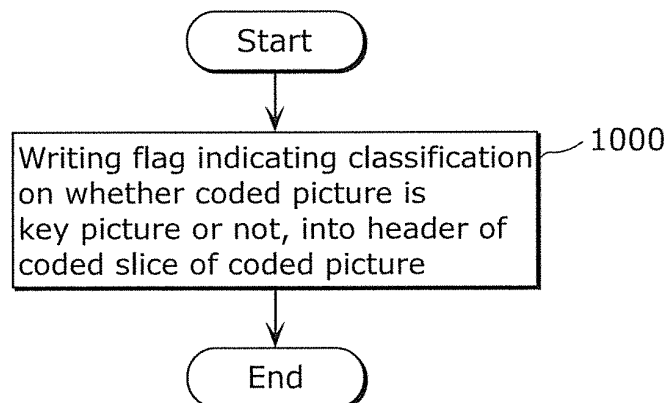 Start
1000
Writing flag indicating classification
on whether coded picture is
key picture or not, into header of
coded slice of coded picture
End